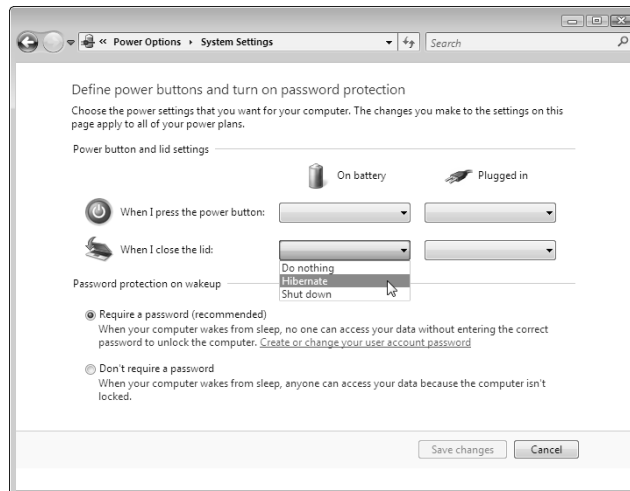 « Power Options › System Settings
Search
Define power buttons and turn on password protection
Choose the power settings that you want for your computer. The changes you make to the settings on this
page apply to all of your power plans.
Power button and lid settings
On battery
Plugged in
When I press the power button:
When I close the lid:
Do nothing
Hibernate
Shut down
Password protection on wakeup
Require a password (recommended)
When your computer wakes from sleep, no one can access your data without entering the correct
password to unlock the computer. Create or change your user account password
Don't require a password
When your computer wakes from sleep, anyone can access your data because the computer isn't
locked.
Save changes
Cancel